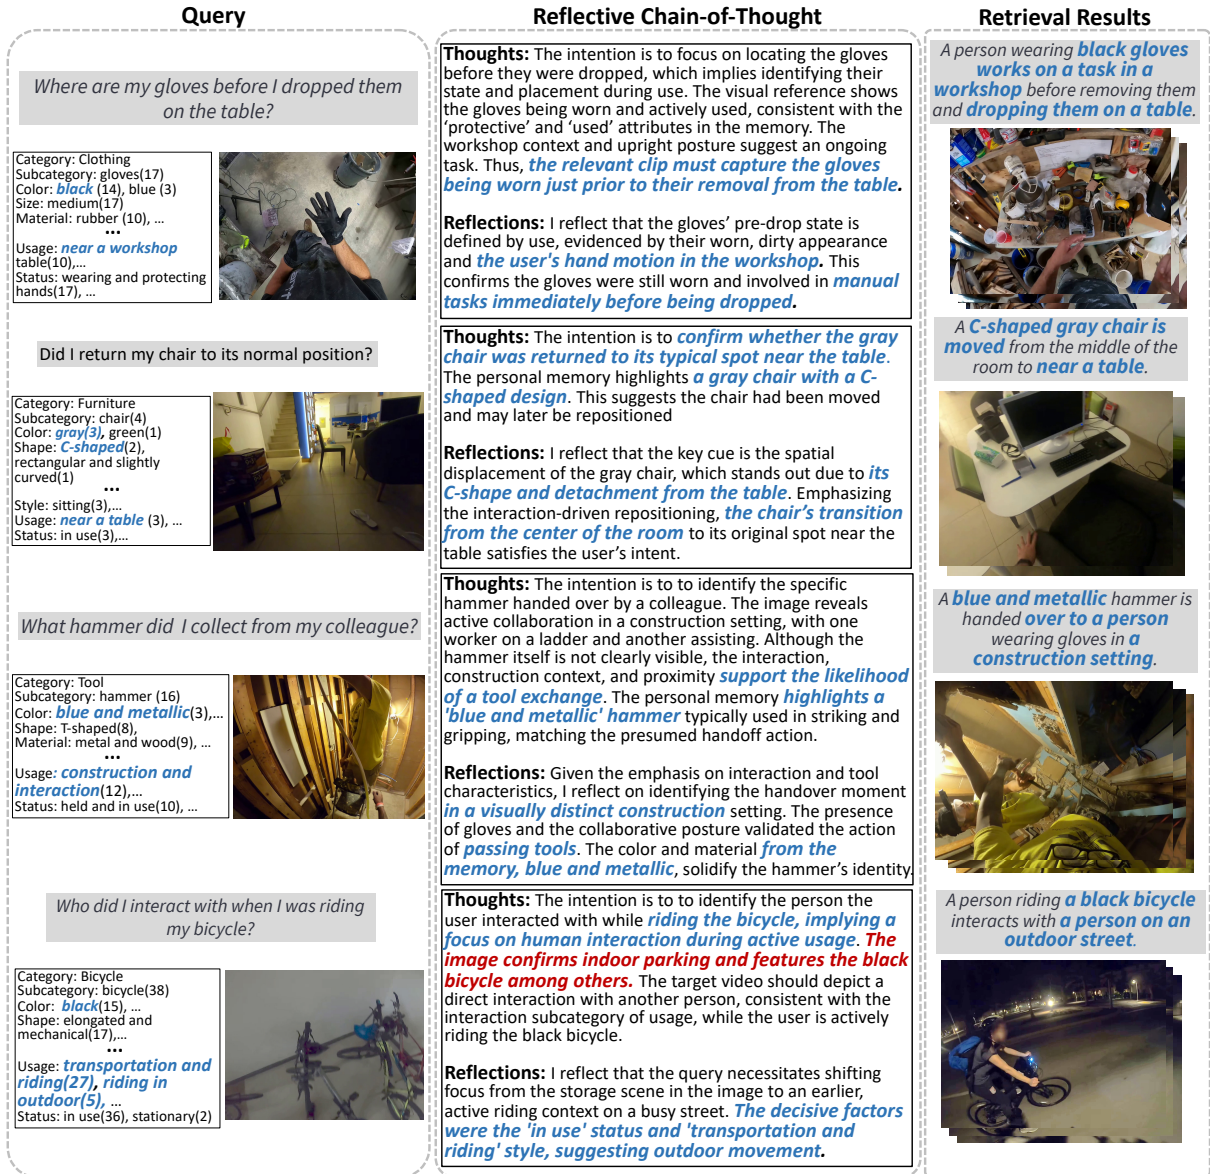 Query
Reflective Chain-of-Thought
Retrieval Results
Where are my gloves before I dropped them
on the table?
Category: Clothing
Subcategory: gloves(17)
Color: black (14), blue (3)
Size: medium(17)
Material: rubber (10), ...
...
Usage: near a workshop
table(10),...
Status: wearing and protecting
hands(17), ...
Thoughts: The intention is to focus on locating the gloves
before they were dropped, which implies identifying their
state and placement during use. The visual reference shows
the gloves being worn and actively used, consistent with the
‘protective’ and ‘used’ attributes in the memory. The
workshop context and upright posture suggest an ongoing
task. Thus, the relevant clip must capture the gloves
being worn just prior to their removal from the table.
Reflections: I reflect that the gloves’ pre-drop state is
defined by use, evidenced by their worn, dirty appearance
and the user's hand motion in the workshop. This
confirms the gloves were still worn and involved in manual
tasks immediately before being dropped.
A person wearing black gloves
works on a task in a
workshop before removing them
and dropping them on a table.
Did I return my chair to its normal position?
Category: Furniture
Subcategory: chair(4)
Color: gray(3), green(1)
Shape: C-shaped(2),
rectangular and slightly
curved(1)
...
Style: sitting(3),...
Usage: near a table (3), ...
Status: in use(3),...
Thoughts: The intention is to confirm whether the gray
chair was returned to its typical spot near the table.
The personal memory highlights a gray chair with a C-
shaped design. This suggests the chair had been moved
and may later be repositioned
Reflections: I reflect that the key cue is the spatial
displacement of the gray chair, which stands out due to its
C-shape and detachment from the table. Emphasizing
the interaction-driven repositioning, the chair’s transition
from the center of the room to its original spot near the
table satisfies the user’s intent.
A C-shaped gray chair is
moved from the middle of the
room to near a table.
What hammer did I collect from my colleague?
Category: Tool
Subcategory: hammer (16)
Color: blue and metallic(3),...
Shape: T-shaped(8),
Material: metal and wood(9), ...
...
Usage: construction and
interaction(12),...
Status: held and in use(10), ...
Thoughts: The intention is to to identify the specific
hammer handed over by a colleague. The image reveals
active collaboration in a construction setting, with one
worker on a ladder and another assisting. Although the
hammer itself is not clearly visible, the interaction,
construction context, and proximity support the likelihood
of a tool exchange. The personal memory highlights a
'blue and metallic' hammer typically used in striking and
gripping, matching the presumed handoff action.
Reflections: Given the emphasis on interaction and tool
characteristics, I reflect on identifying the handover moment
in a visually distinct construction setting. The presence
of gloves and the collaborative posture validated the action
of passing tools. The color and material from the
memory, blue and metallic, solidify the hammer’s identity.
A blue and metallic hammer is
handed over to a person
wearing gloves in a
construction setting.
Who did I interact with when I was riding
my bicycle?
Category: Bicycle
Subcategory: bicycle(38)
Color: black(15), ...
Shape: elongated and
mechanical(17),...
...
Usage: transportation and
riding(27), riding in
outdoor(5), ...
Status: in use(36), stationary(2)
Thoughts: The intention is to to identify the person the
user interacted with while riding the bicycle, implying a
focus on human interaction during active usage. The
image confirms indoor parking and features the black
bicycle among others. The target video should depict a
direct interaction with another person, consistent with the
interaction subcategory of usage, while the user is actively
riding the black bicycle.
Reflections: I reflect that the query necessitates shifting
focus from the storage scene in the image to an earlier,
active riding context on a busy street. The decisive factors
were the 'in use' status and 'transportation and
riding' style, suggesting outdoor movement.
A person riding a black bicycle
interacts with a person on an
outdoor street.